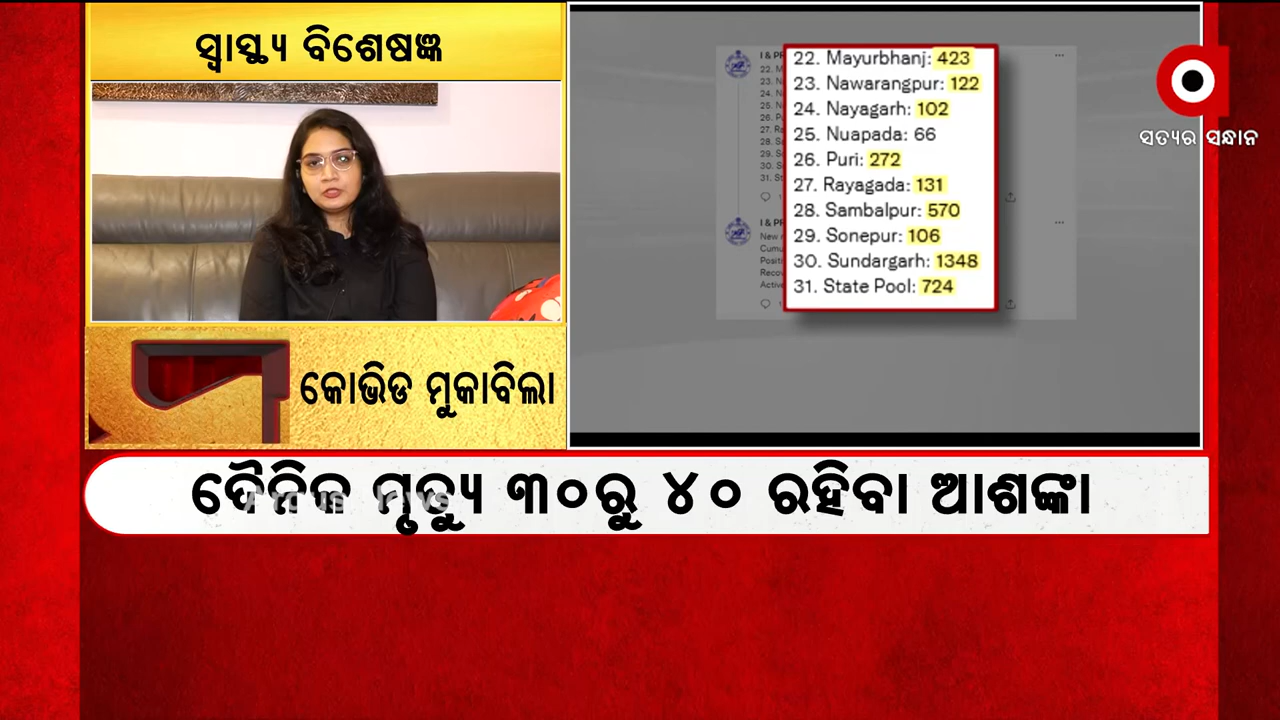 ସ୍ୱାସ୍ଥ୍ୟ ବିଶେଷଜ୍ଞ
22. Mayurbhanj: 423
23. Nawarangpur: 122
24. Nayagarh: 102
25. Nuapada: 66
26. Puri: 272
27. Rayagada: 131
28. Sambalpur: 570
29. Sonepur: 106
30. Sundargarh: 1348
31. State Pool: 724
ସତ୍ୟର ସନ୍ଧାନ
କୋଭିଡ ମୁକାବିଲା
ଦୈନିକ ମୃତ୍ୟୁ ୩୦ରୁ ୪୦ ରହିବା ଆଶଙ୍କା
Argus News